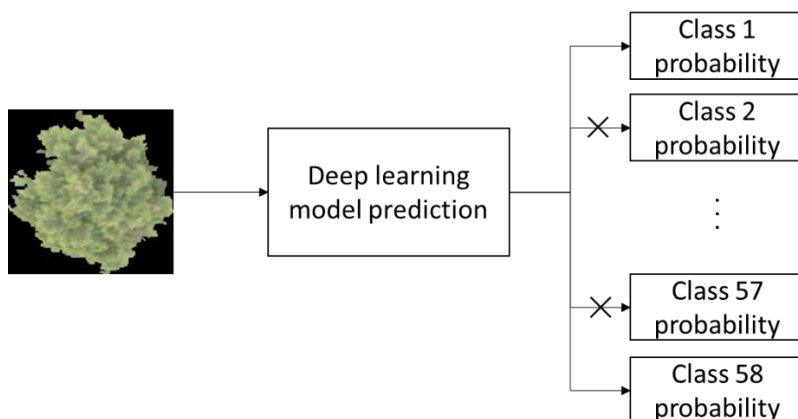 Class 1
probability
Class 2
probability
Deep learning
model prediction
Class 57
probability
Class 58
probability